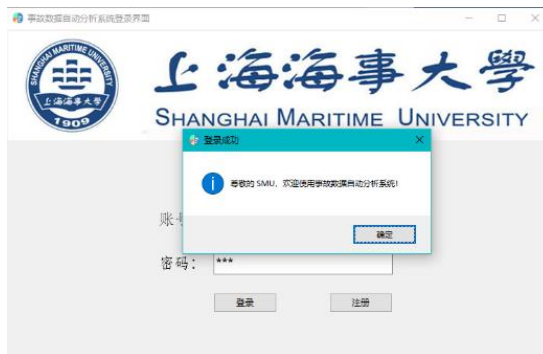 事故数据自动分析系统登录界面
SHANGHAI MARITIME UNIVERSITY
上海海事大学
1909
上海海事大學
SHANGHAI MARITIME UNIVERSITY
登录成功
尊敬的 SMU，欢迎使用事故数据自动分析系统!
确定
账号
密码: ***
登录 注册